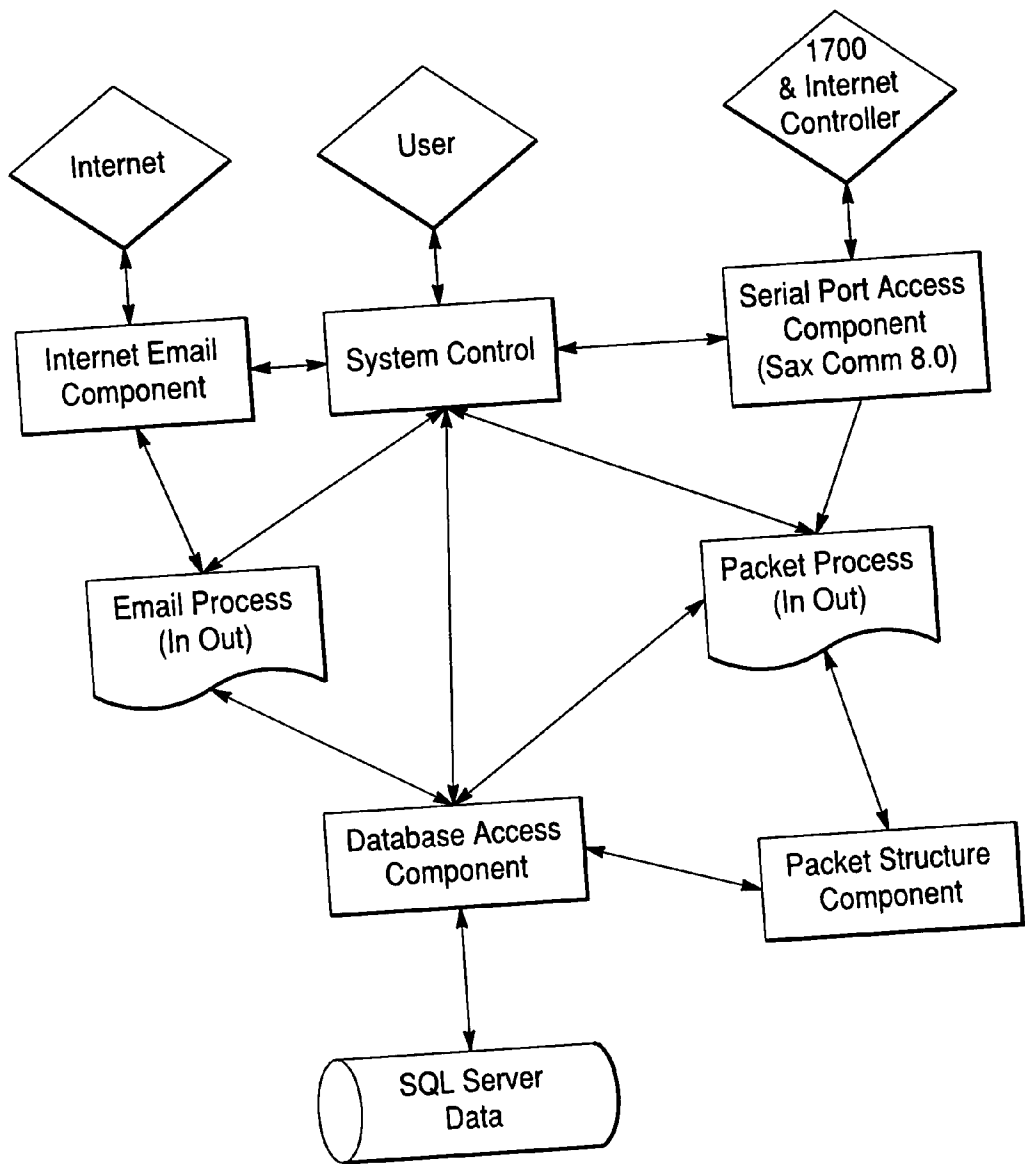 1700
& Internet
Controller
Internet
User
Serial Port Access
Component
(Sax Comm 8.0)
Internet Email
Component
System Control
Email Process
(In Out)
Packet Process
(In Out)
Database Access
Component
Packet Structure
Component
SQL Server
Data